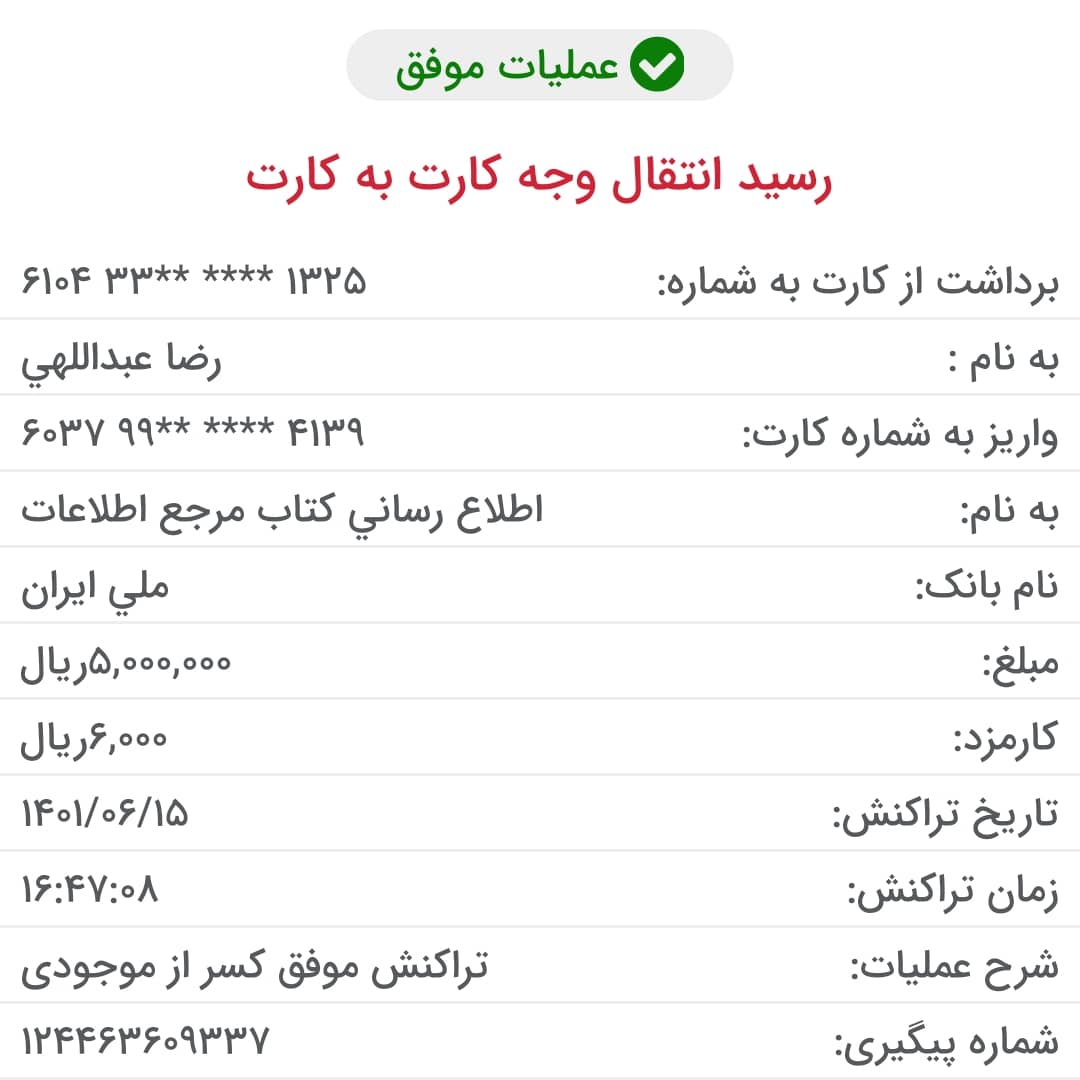 عملیات موفق
رسید انتقال وجه کارت به کارت
برداشت از کارت به شماره: ۶۱۰۴ ۳۳** **** ۱۳۲۵
به نام : رضا عبداللهي
واریز به شماره کارت: ۶۰۳۷ ۹۹** **** ۴۱۳۹
به نام: اطلاع رساني کتاب مرجع اطلاعات
نام بانک: ملي ايران
مبلغ: ۵,۰۰۰,۰۰۰ریال
کارمزد: ۶,۰۰۰ریال
تاریخ تراکنش: ۱۴۰۱/۰۶/۱۵
زمان تراکنش: ۱۶:۴۷:۰۸
شرح عملیات: تراکنش موفق کسر از موجودی
شماره پیگیری: ۱۲۴۴۶۳۶۰۹۳۳۷